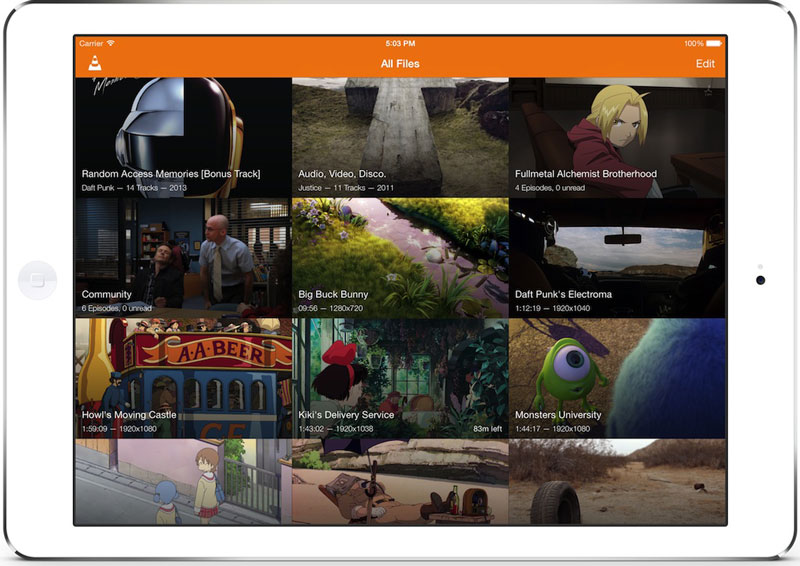 Carrier
5:03 PM
100%
All Files
Edit
Random Access Memories [Bonus Track]
Daft Punk — 14 Tracks — 2013
Audio, Video, Disco.
Justice — 11 Tracks — 2011
Fullmetal Alchemist Brotherhood
4 Episodes, 0 unread
Community
6 Episodes, 0 unread
Big Buck Bunny
09:56 — 1280x720
Daft Punk's Electroma
1:12:19 — 1920x1040
A·A·BEER
Howl's Moving Castle
1:59:09 — 1920x1080
Kiki's Delivery Service
1:43:02 — 1920x1038
83m left
Monsters University
1:44:17 — 1920x1080